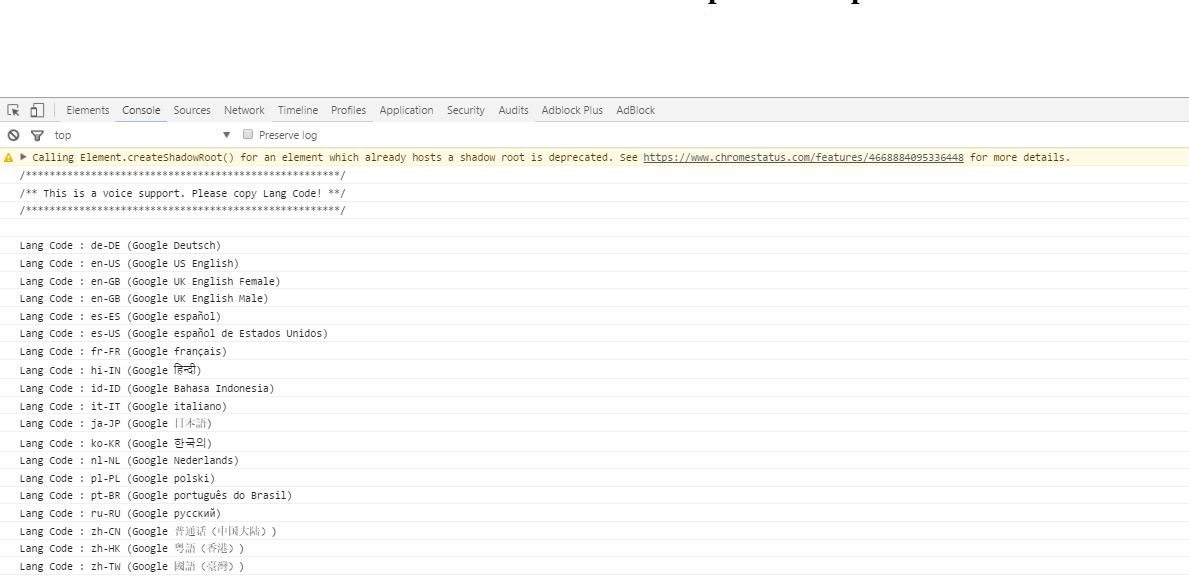 Elements Console Sources Network Timeline Profiles Application Security Audits Adblock Plus AdBlock
top Preserve log
Calling Element.createShadowRoot() for an element which already hosts a shadow root is deprecated. See https://www.chromestatus.com/features/4668884095336448 for more details.
/*****************************************************/
/** This is a voice support. Please copy Lang Code! **/
/*****************************************************/
Lang Code : de-DE (Google Deutsch)
Lang Code : en-US (Google US English)
Lang Code : en-GB (Google UK English Female)
Lang Code : en-GB (Google UK English Male)
Lang Code : es-ES (Google español)
Lang Code : es-US (Google español de Estados Unidos)
Lang Code : fr-FR (Google français)
Lang Code : hi-IN (Google हिन्दी)
Lang Code : id-ID (Google Bahasa Indonesia)
Lang Code : it-IT (Google italiano)
Lang Code : ja-JP (Google 日本語)
Lang Code : ko-KR (Google 한국의)
Lang Code : nl-NL (Google Nederlands)
Lang Code : pl-PL (Google polski)
Lang Code : pt-BR (Google português do Brasil)
Lang Code : ru-RU (Google русский)
Lang Code : zh-CN (Google 普通话（中国大陆）)
Lang Code : zh-HK (Google 粤語（香港）)
Lang Code : zh-TW (Google 國語（臺灣）)